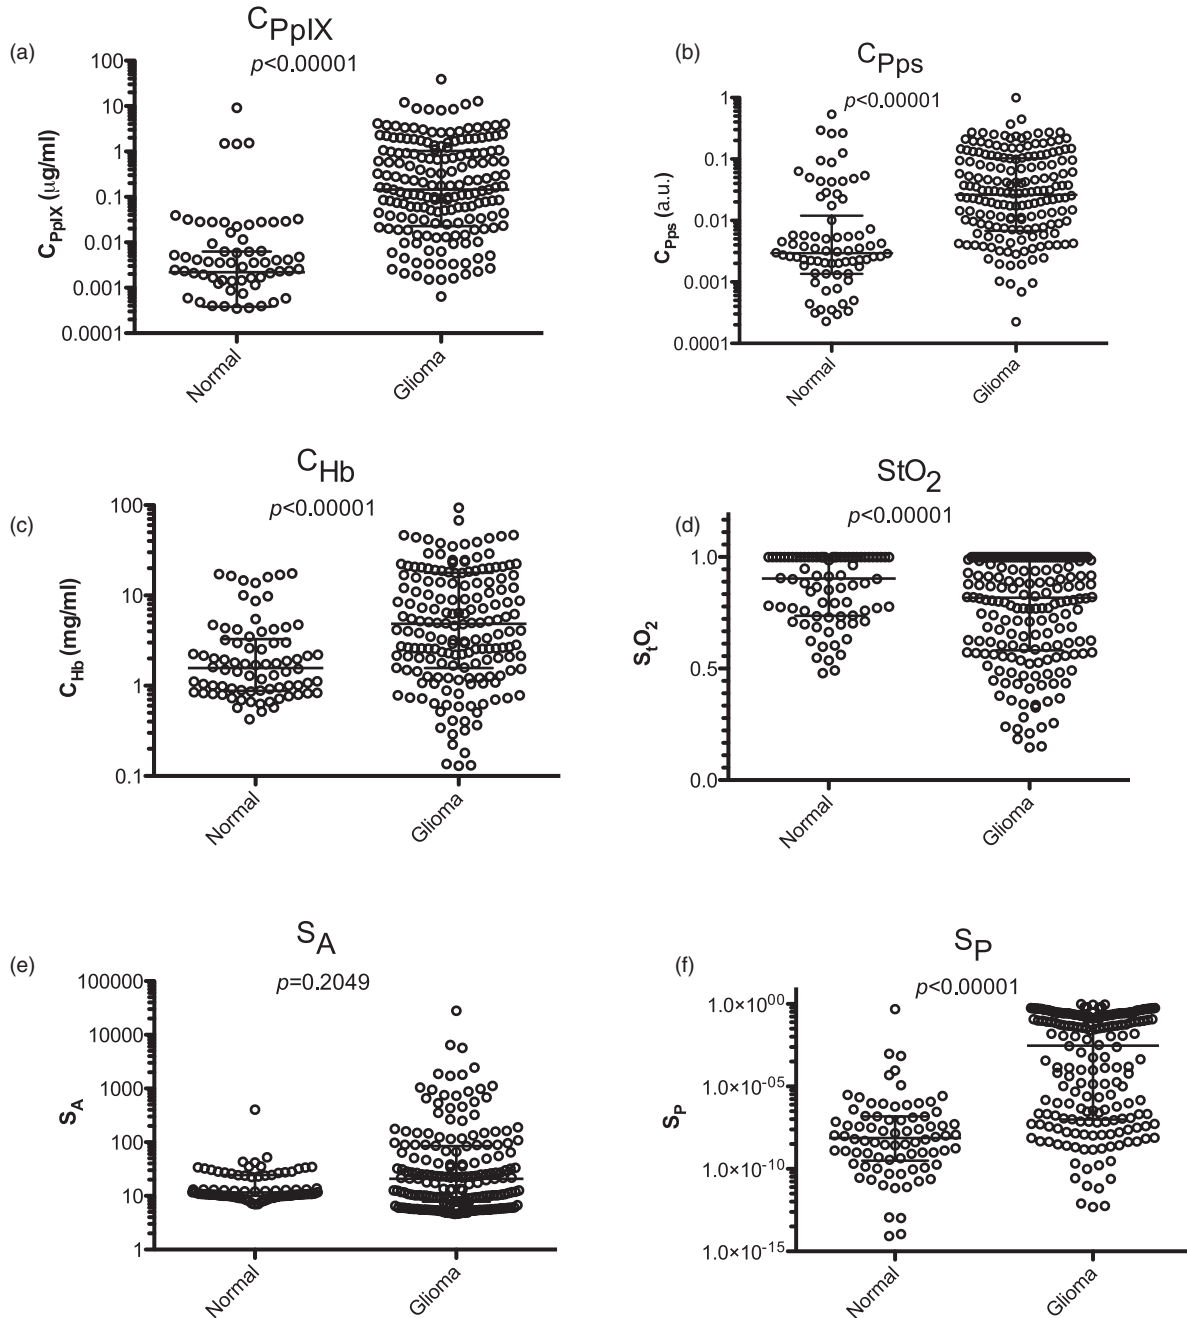 (a)
C_PpIX
p<0.00001
C_PpIX (µg/ml)
100
10
1
0.1
0.01
0.001
0.0001
Normal
Glioma
(b)
C_Pps
p<0.00001
C_Pps (a.u.)
1
0.1
0.01
0.001
0.0001
Normal
Glioma
(c)
C_Hb
p<0.00001
C_Hb (mg/ml)
100
10
1
0.1
Normal
Glioma
(d)
StO₂
p<0.00001
S_tO₂
1.0
0.5
0.0
Normal
Glioma
(e)
S_A
p=0.2049
S_A
100000
10000
1000
100
10
1
Normal
Glioma
(f)
S_P
p<0.00001
S_P
1.0×10⁰⁰
1.0×10⁻⁰⁵
1.0×10⁻¹⁰
1.0×10⁻¹⁵
Normal
Glioma